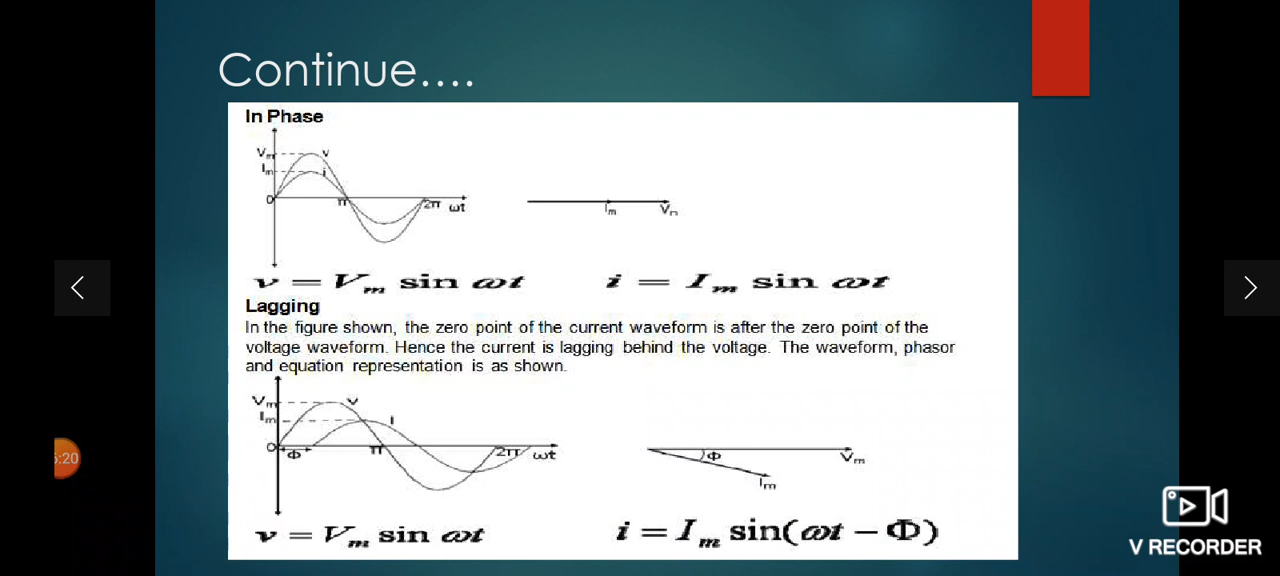 Continue....
In Phase
Vm
v
Im
i
0
π
2π
ωt
Im
v = Vm sin ωt
i = Im sin ωt
Lagging
In the figure shown, the zero point of the current waveform is after the zero point of the
voltage waveform. Hence the current is lagging behind the voltage. The waveform, phasor
and equation representation is as shown.
Vm
v
Im
i
0
Φ
π
2π
ωt
Φ
Vm
Im
v = Vm sin ωt
i = Im sin(ωt − Φ)
:20
V RECORDER